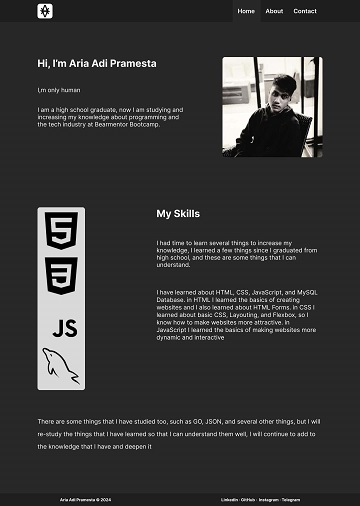 Home About Contact
Hi, I'm Aria Adi Pramesta
I,m only human
I am a high school graduate, now I am studying and
increasing my knowledge about programming and
the tech industry at Bearmentor Bootcamp.
My Skills
I had time to learn several things to increase my
knowledge, I learned a few things since I graduated from
high school, and these are some things that I can
understand.
I have learned about HTML, CSS, JavaScript, and MySQL
Database. in HTML I learned the basics of creating
websites and I also learned about HTML Forms. in CSS I
learned about basic CSS, Layouting, and Flexbox, so I
know how to make websites more attractive. in
JavaScript I learned the basics of making websites more
dynamic and interactive
5
3
JS
There are some things that I have studied too, such as GO, JSON, and several other things, but I will
re-study the things that I have learned so that I can understand them well, I will continue to add to
the knowledge that I have and deepen it
Aria Adi Pramesta © 2024
LinkedIn · GitHub · Instagram · Telegram